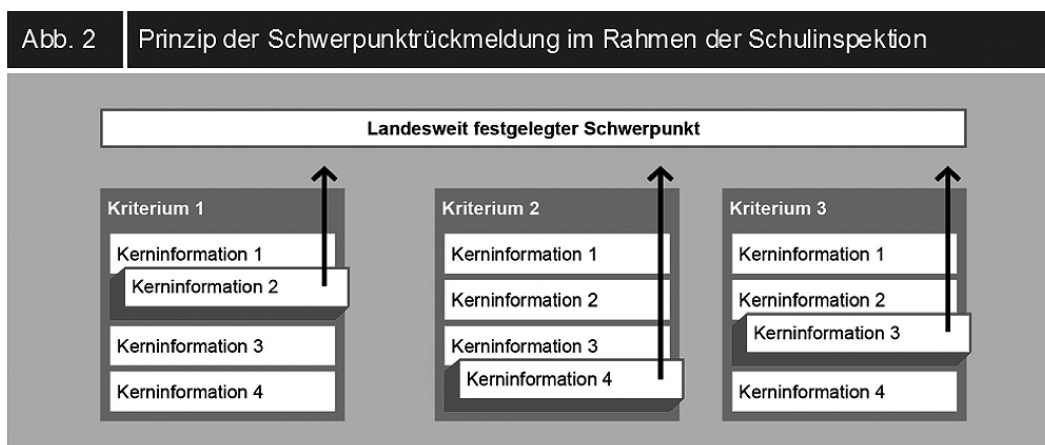 Abb. 2
Prinzip der Schwerpunktrückmeldung im Rahmen der Schulinspektion
Landesweit festgelegter Schwerpunkt
Kriterium 1
Kerninformation 1
Kerninformation 2
Kerninformation 3
Kerninformation 4
Kriterium 2
Kerninformation 1
Kerninformation 2
Kerninformation 3
Kerninformation 4
Kriterium 3
Kerninformation 1
Kerninformation 2
Kerninformation 3
Kerninformation 4